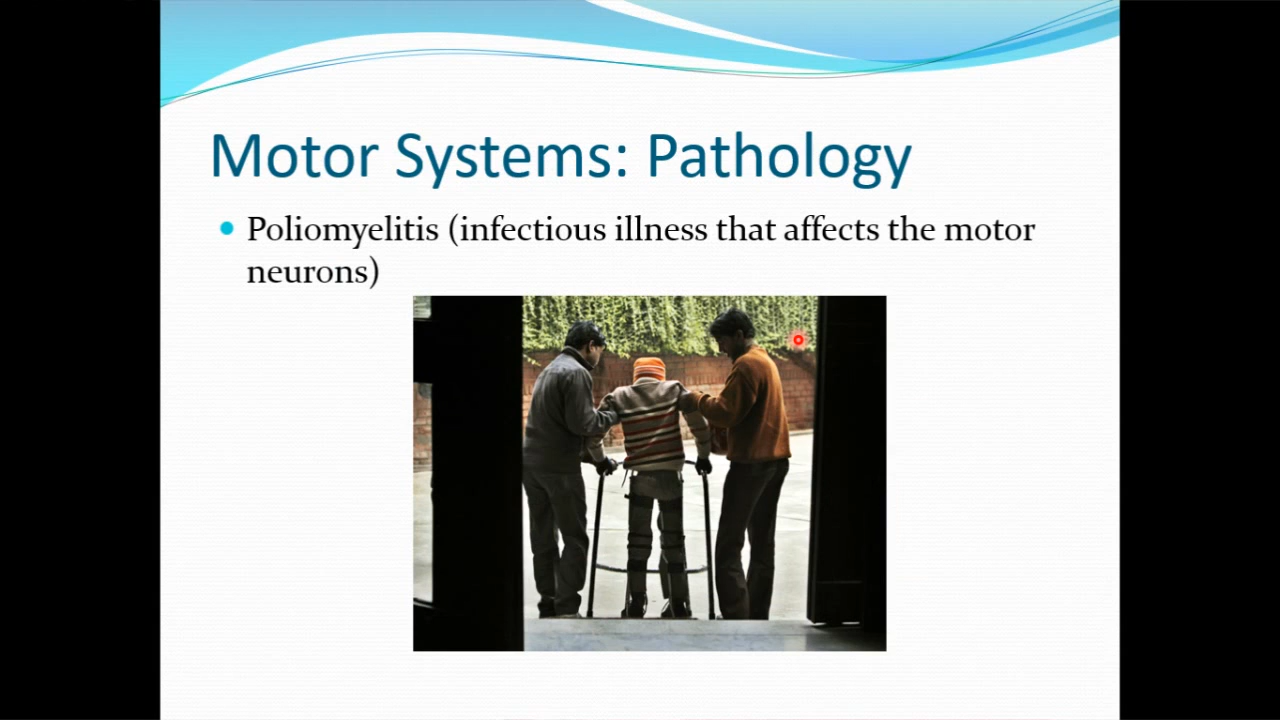 Motor Systems: Pathology
Poliomyelitis (infectious illness that affects the motor
neurons)